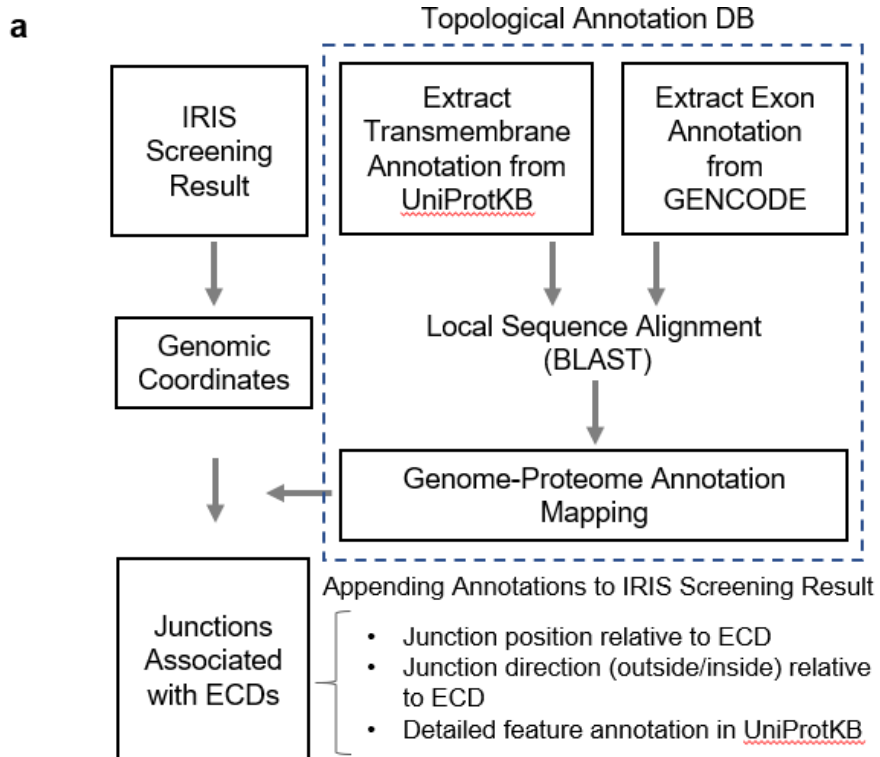 a
Topological Annotation DB
IRIS
Screening
Result
Extract
Transmembrane
Annotation from
UniProtKB
Extract Exon
Annotation
from
GENCODE
Genomic
Coordinates
Local Sequence Alignment
(BLAST)
Genome-Proteome Annotation
Mapping
Junctions
Associated
with ECDs
Appending Annotations to IRIS Screening Result
• Junction position relative to ECD
• Junction direction (outside/inside) relative
to ECD
• Detailed feature annotation in UniProtKB